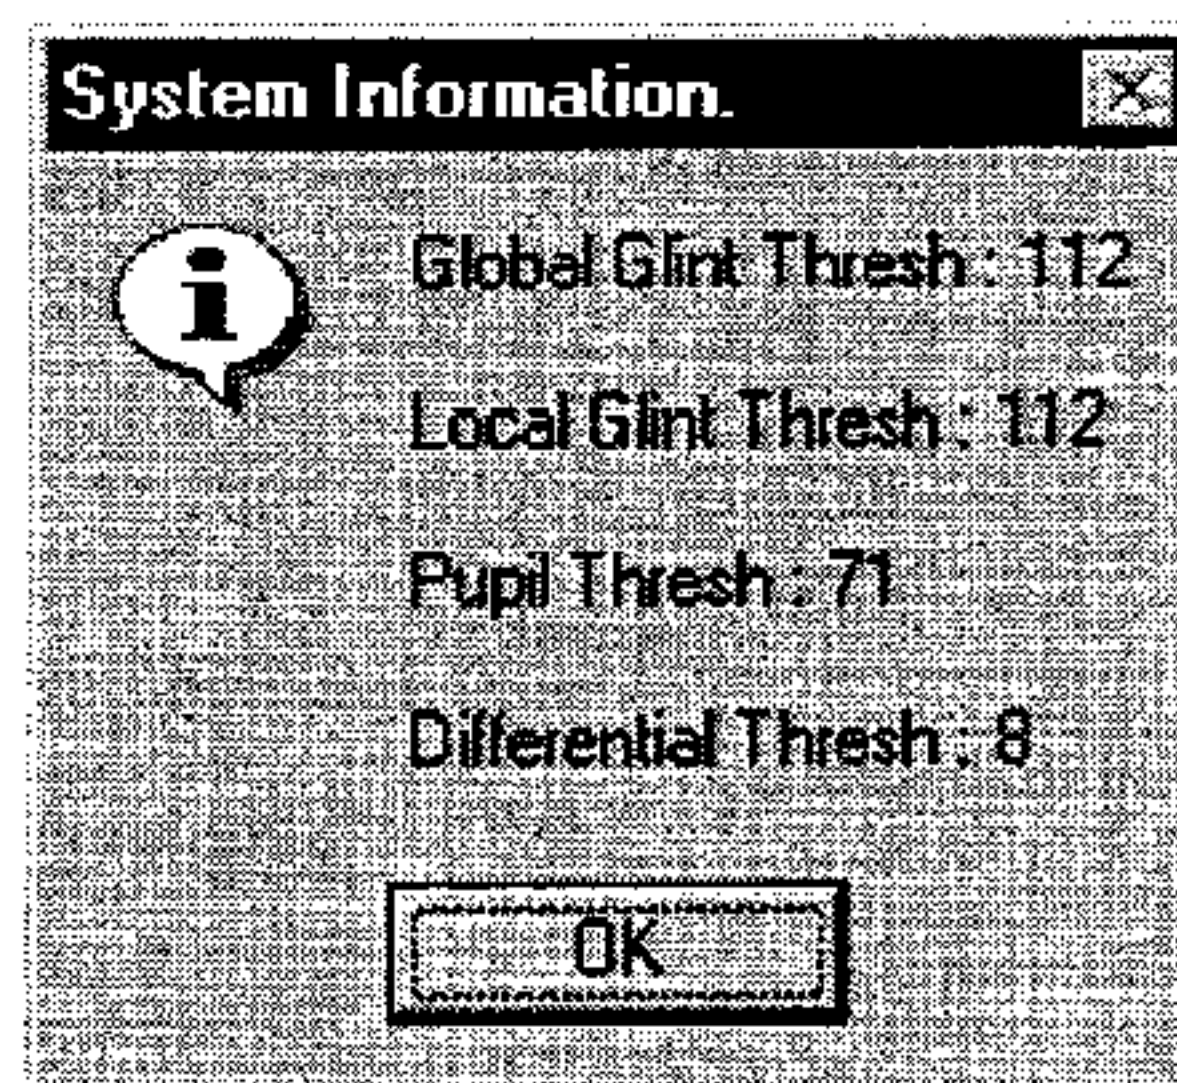 System Information.
Global Glint Thresh : 112
Local Glint Thresh : 112
Pupil Thresh : 71
Differential Thresh : 8
OK